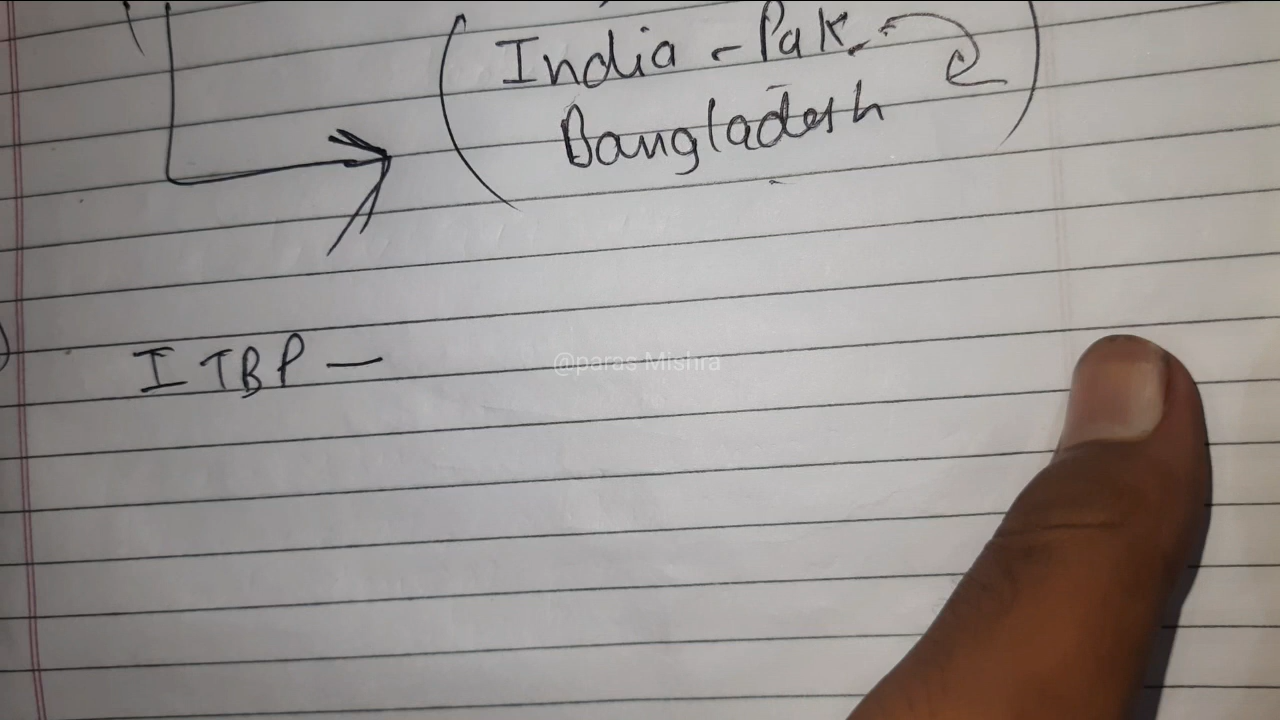 (India - Pak -
Bangladesh )
ITBP —
@paras Mishra